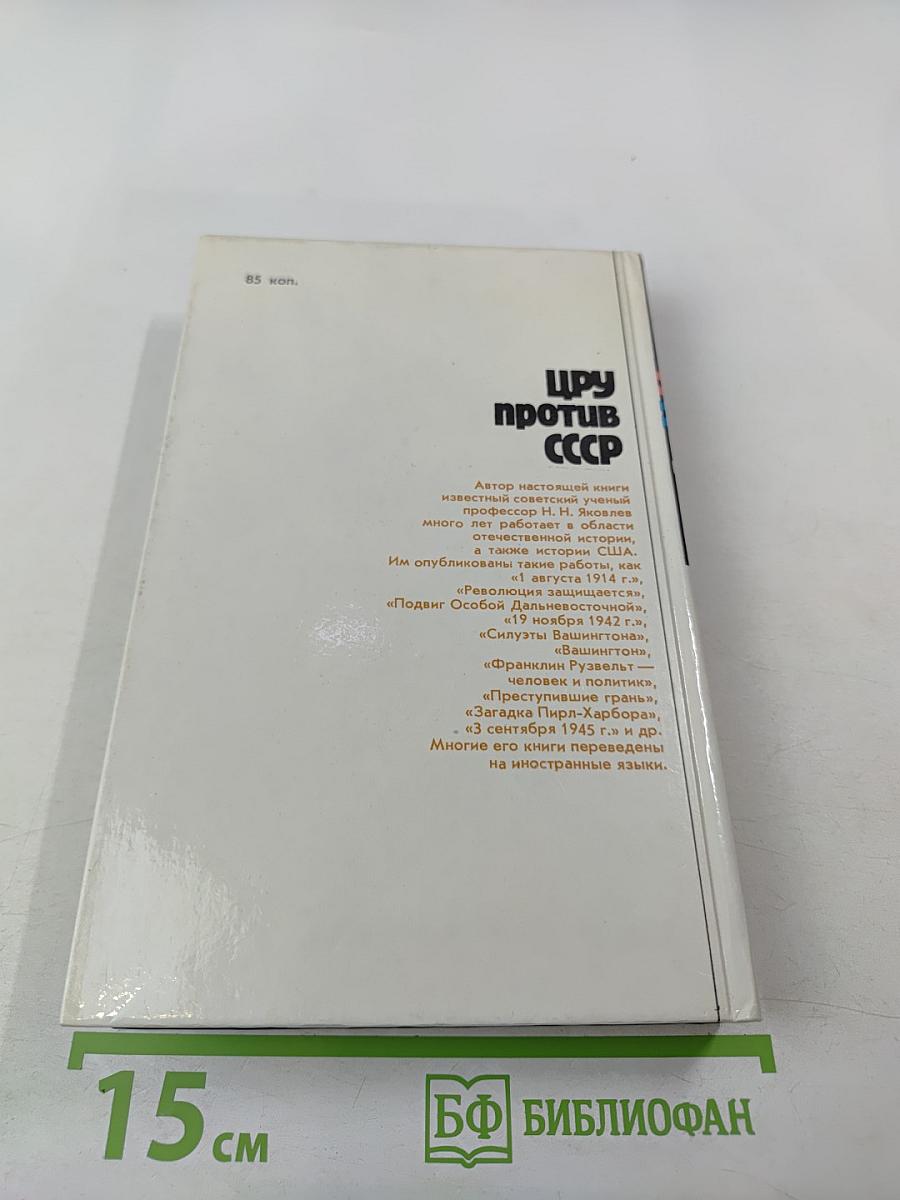 85 коп.
ЦРУ
против
СССР
Автор настоящей книги
известный советский ученый
профессор Н. Н. Яковлев
много лет работает в области
отечественной истории,
а также истории США.
Им опубликованы такие работы, как
«1 августа 1914 г.»,
«Революция защищается»,
«Подвиг Особой Дальневосточной»,
«19 ноября 1942 г.»,
«Силуэты Вашингтона»,
«Вашингтон»,
«Франклин Рузвельт —
человек и политик»,
«Преступившие грань»,
«Загадка Пирл-Харбора»,
«3 сентября 1945 г.» и др.
Многие его книги переведены
на иностранные языки.
15 см
БФ БИБЛИОФАН